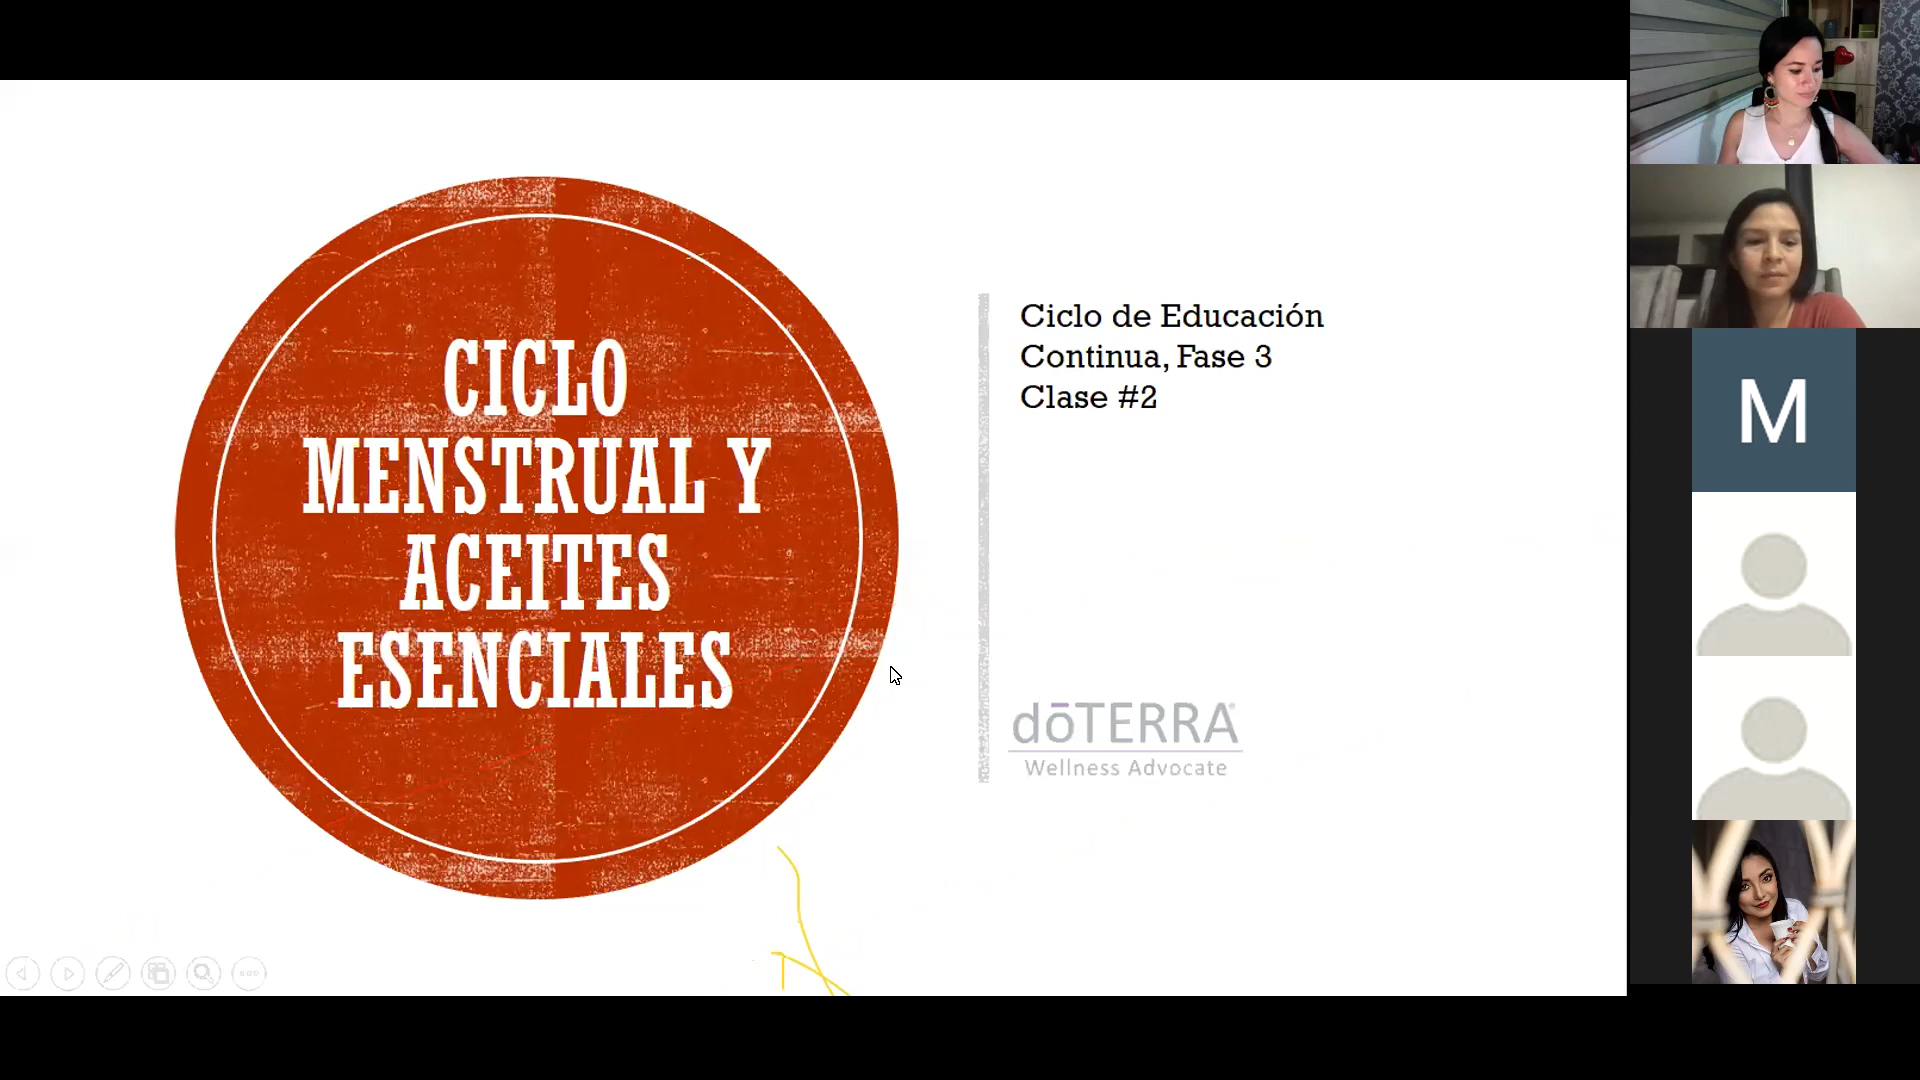 CICLO
MENSTRUAL Y
ACEITES
ESENCIALES
Ciclo de Educación
Continua, Fase 3
Clase #2
dōTERRA®
Wellness Advocate
M